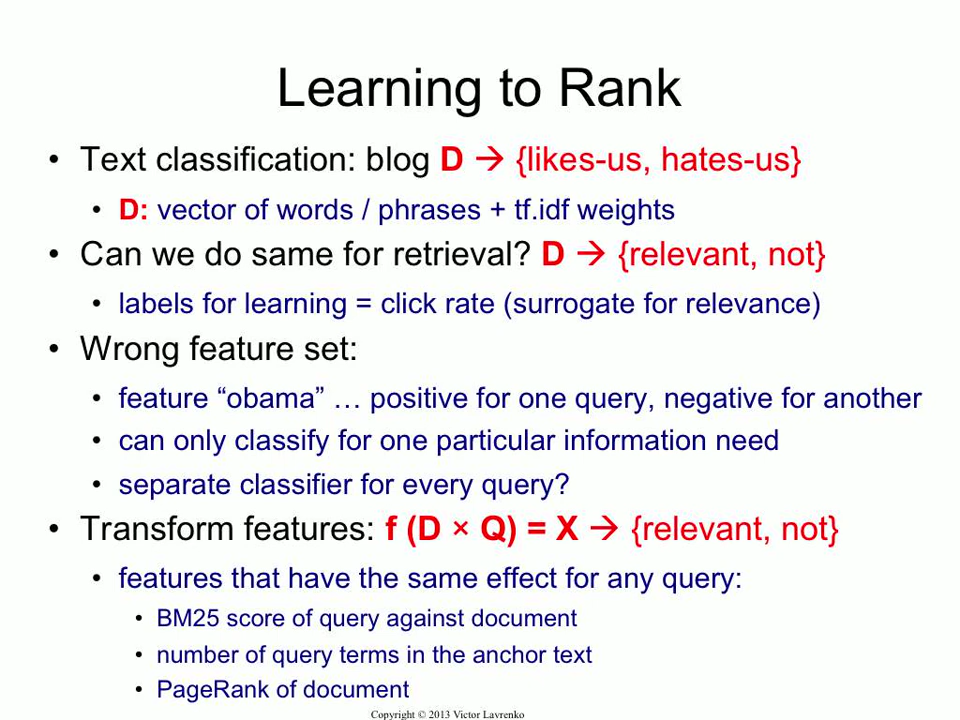 Learning to Rank
• Text classification: blog D → {likes-us, hates-us}
• D: vector of words / phrases + tf.idf weights
• Can we do same for retrieval? D → {relevant, not}
• labels for learning = click rate (surrogate for relevance)
• Wrong feature set:
• feature “obama” … positive for one query, negative for another
• can only classify for one particular information need
• separate classifier for every query?
• Transform features: f (D × Q) = X → {relevant, not}
• features that have the same effect for any query:
• BM25 score of query against document
• number of query terms in the anchor text
• PageRank of document
Copyright © 2013 Victor Lavrenko